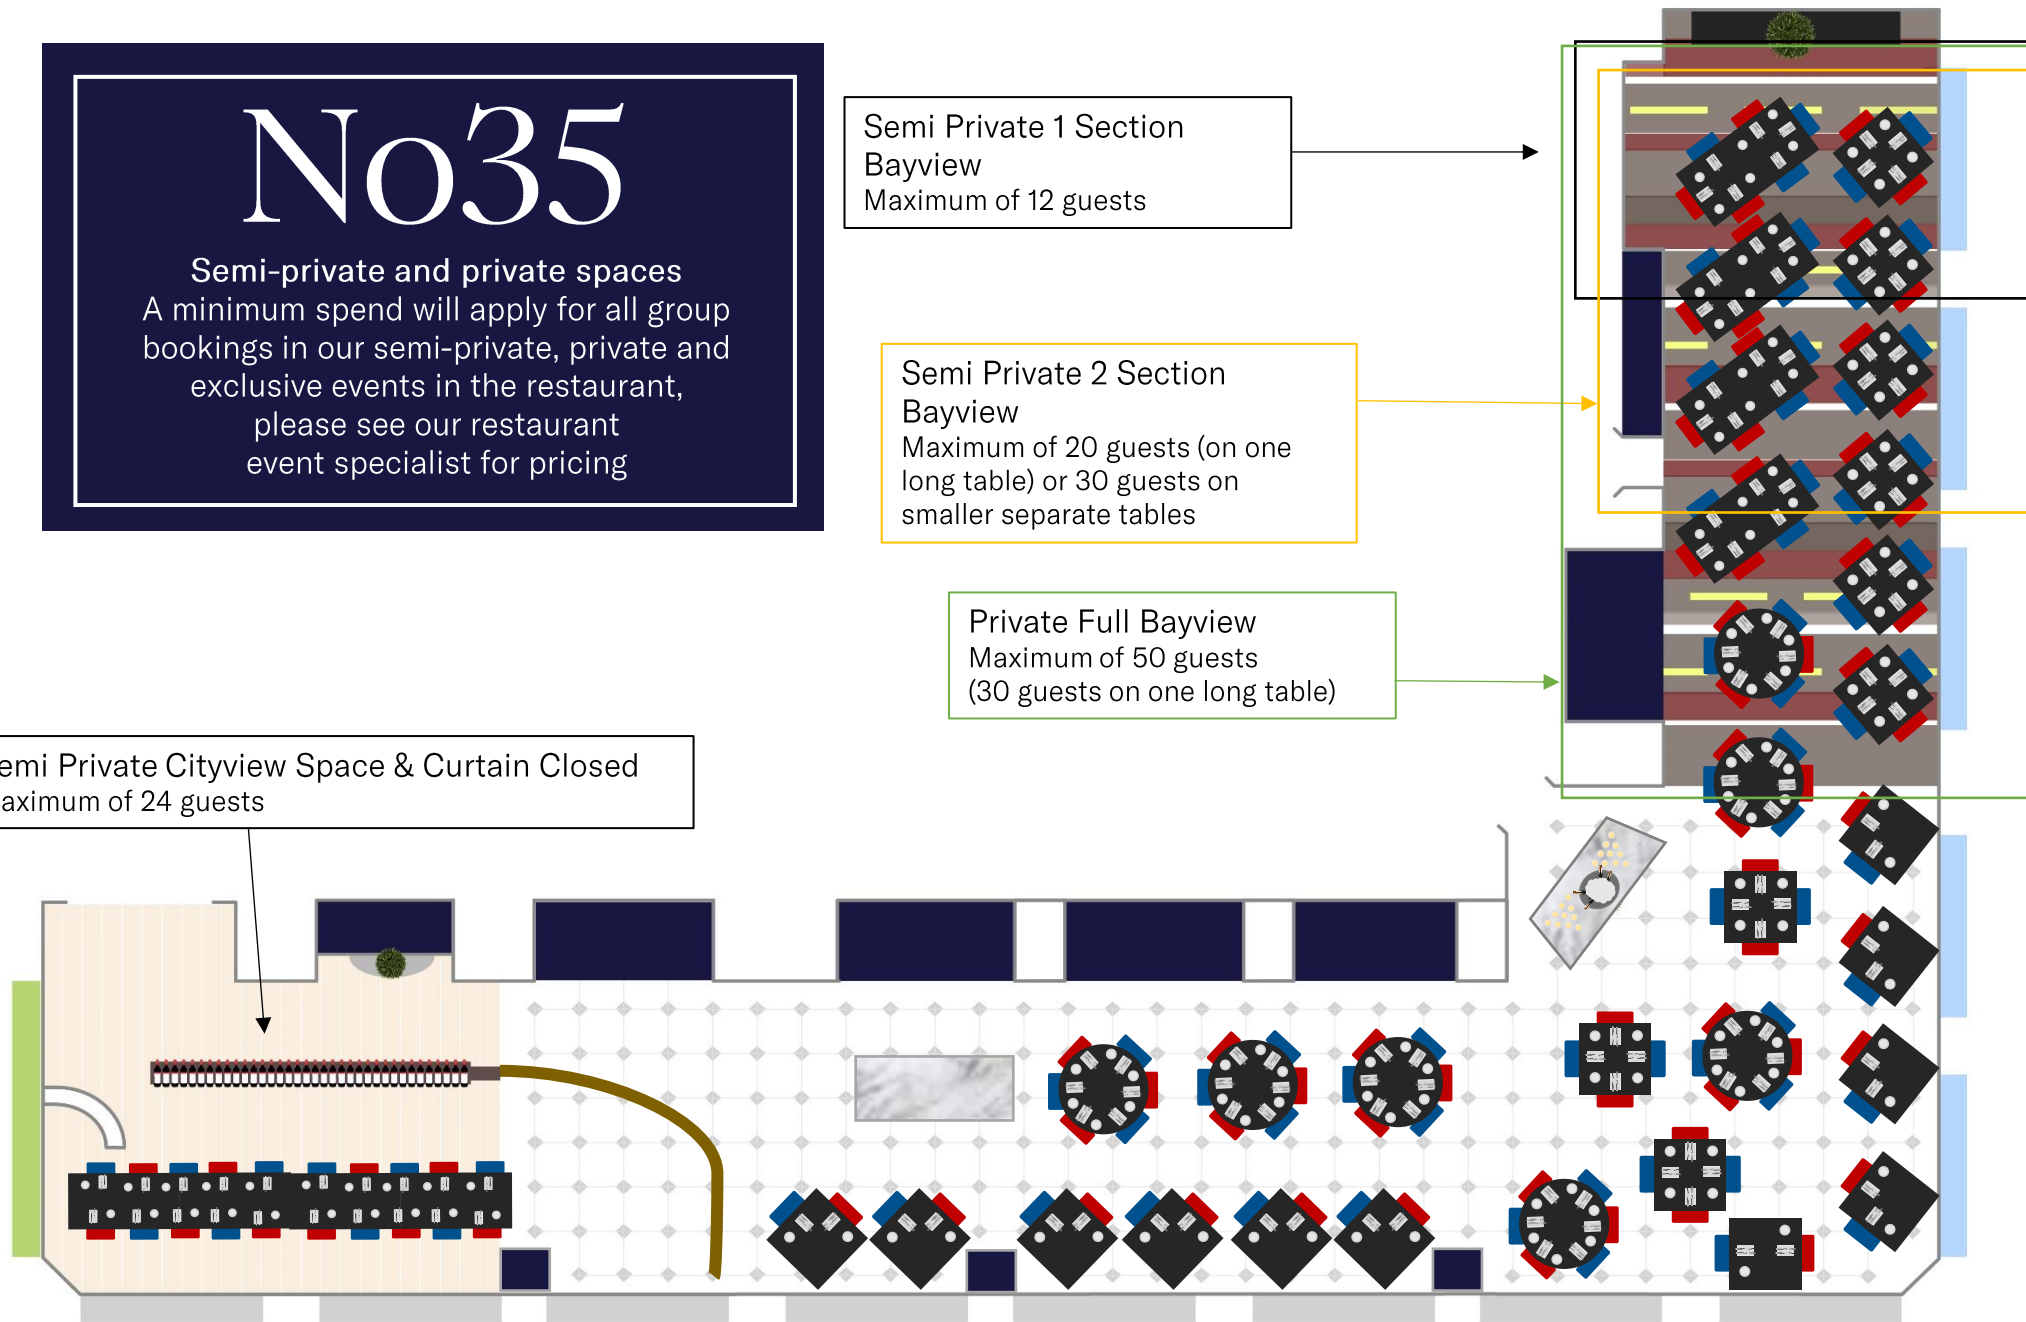 No35
Semi-private and private spaces
A minimum spend will apply for all group
bookings in our semi-private, private and
exclusive events in the restaurant,
please see our restaurant
event specialist for pricing
Semi Private 1 Section
Bayview
Maximum of 12 guests
Semi Private 2 Section
Bayview
Maximum of 20 guests (on one
long table) or 30 guests on
smaller separate tables
Private Full Bayview
Maximum of 50 guests
(30 guests on one long table)
emi Private Cityview Space & Curtain Closed
aximum of 24 guests